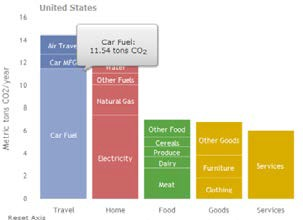 United States
Metric tons CO2/year
16
14
12
10
8
6
4
2
0
Car Fuel:
11.54 tons CO2
Air Travel
Car MFG
Car Fuel
Water
Other Fuels
Natural Gas
Electricity
Other Food
Cereals
Produce
Dairy
Meat
Other Goods
Furniture
Clothing
Services
Travel
Home
Food
Goods
Services
Reset Axis